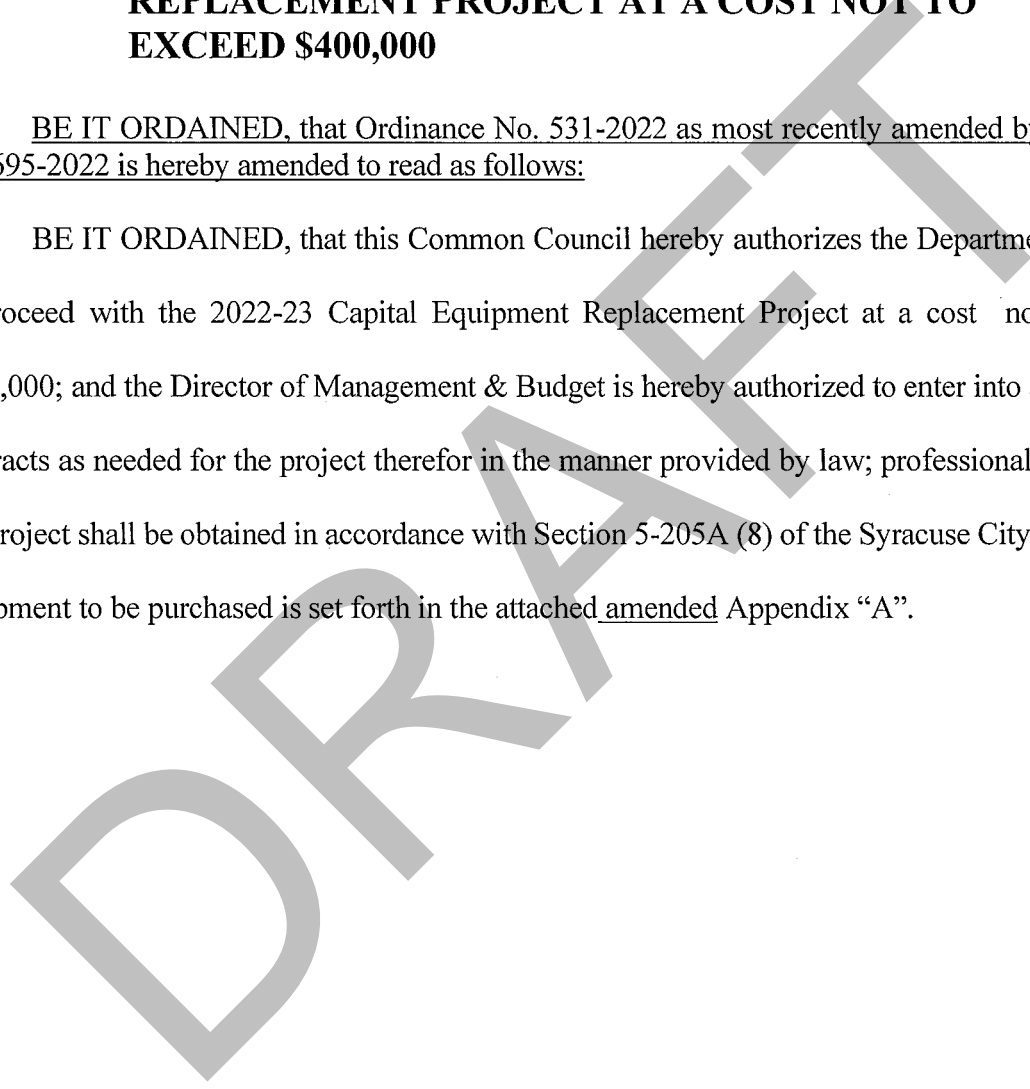 REPLACEMENT PROJECT AT A COST NOT TO
EXCEED $400,000
BE IT ORDAINED, that Ordinance No. 531-2022 as most recently amended by
695-2022 is hereby amended to read as follows:
BE IT ORDAINED, that this Common Council hereby authorizes the Departme
roceed with the 2022-23 Capital Equipment Replacement Project at a cost no
,000; and the Director of Management & Budget is hereby authorized to enter into
racts as needed for the project therefor in the manner provided by law; professional
roject shall be obtained in accordance with Section 5-205A (8) of the Syracuse City
pment to be purchased is set forth in the attached amended Appendix “A”.
DRAFT